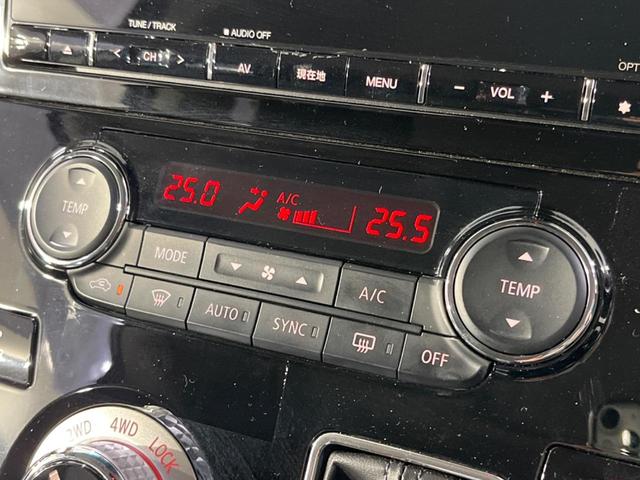 TUNE / TRACK
AUDIO OFF
OPT
CH
AV
現在地
MENU
− VOL +
25.0
A/C
25.5
TEMP
TEMP
MODE
A/C
AUTO
SYNC
OFF
2WD 4WD LOCK